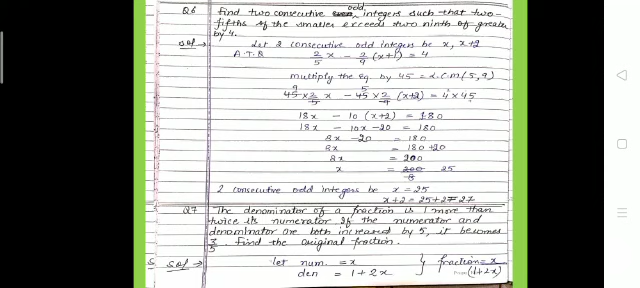 Q6 Find two consecutive odd integers such that two
fifths of the smaller exceeds two ninth of greater
by 4.
Sol → Let 2 consecutive odd integers be x, x+2
A.T.Q 2/5 x - 2/9 (x+1) = 4
multiply the Eq. by 45 = L.C.M (5,9)
9 5
45 × 2/5 x - 45 × 2/9 (x+2) = 4 × 45
18x - 10 (x+2) = 180
18x - 10x - 20 = 180
8x - 20 = 180
8x = 180 + 20
8x = 200
x = 200/8 25
2 consecutive odd integers be x = 25
x+2 = 25+2 = 27
Q7 The denominator of a fraction is 1 more than
twice its numerator If the numerator and
denominator are both increased by 5, it becomes
3/5. Find the original fraction.
Sol → let num. = x } fraction = x/(1+2x)
den = 1 + 2x